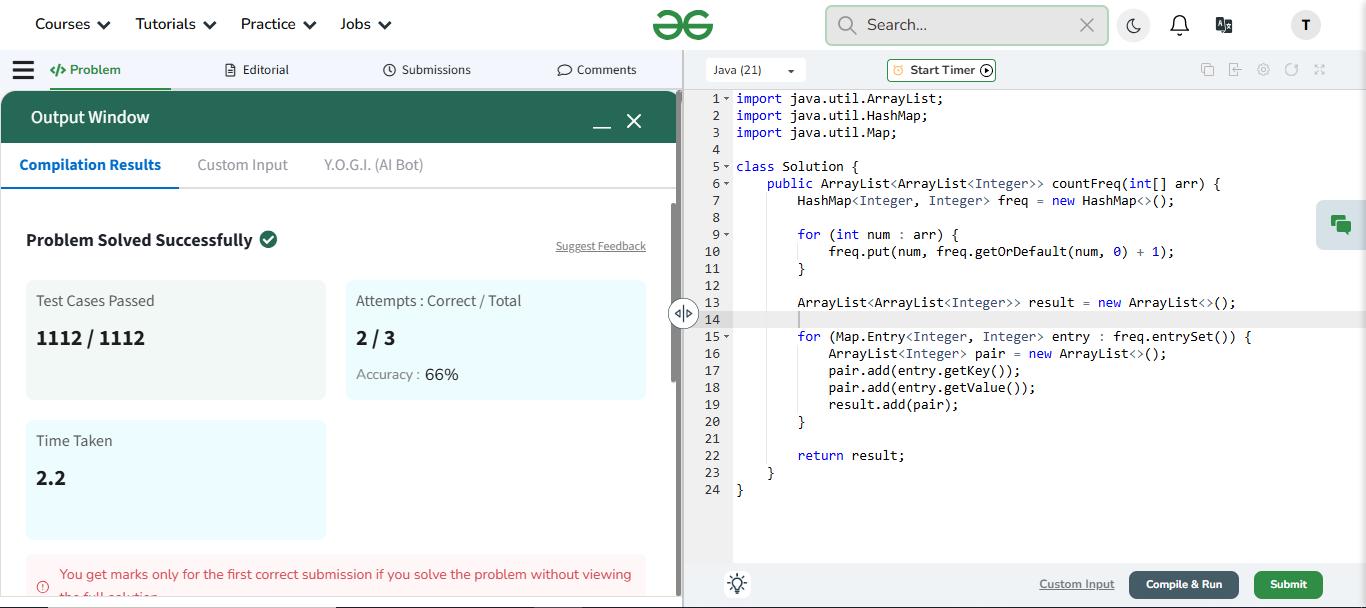 Courses Tutorials Practice Jobs Search... T
Problem Editorial Submissions Comments Java (21) Start Timer
Output Window
Compilation Results Custom Input Y.O.G.I. (AI Bot)
Problem Solved Successfully Suggest Feedback
Test Cases Passed Attempts : Correct / Total
1112 / 1112 2 / 3
Accuracy : 66%
Time Taken
2.2
You get marks only for the first correct submission if you solve the problem without viewing
the full solution
1 import java.util.ArrayList;
2 import java.util.HashMap;
3 import java.util.Map;
4
5 class Solution {
6 public ArrayList<ArrayList<Integer>> countFreq(int[] arr) {
7 HashMap<Integer, Integer> freq = new HashMap<>();
8
9 for (int num : arr) {
10 freq.put(num, freq.getOrDefault(num, 0) + 1);
11 }
12
13 ArrayList<ArrayList<Integer>> result = new ArrayList<>();
14
15 for (Map.Entry<Integer, Integer> entry : freq.entrySet()) {
16 ArrayList<Integer> pair = new ArrayList<>();
17 pair.add(entry.getKey());
18 pair.add(entry.getValue());
19 result.add(pair);
20 }
21
22 return result;
23 }
24 }
Custom Input Compile & Run Submit